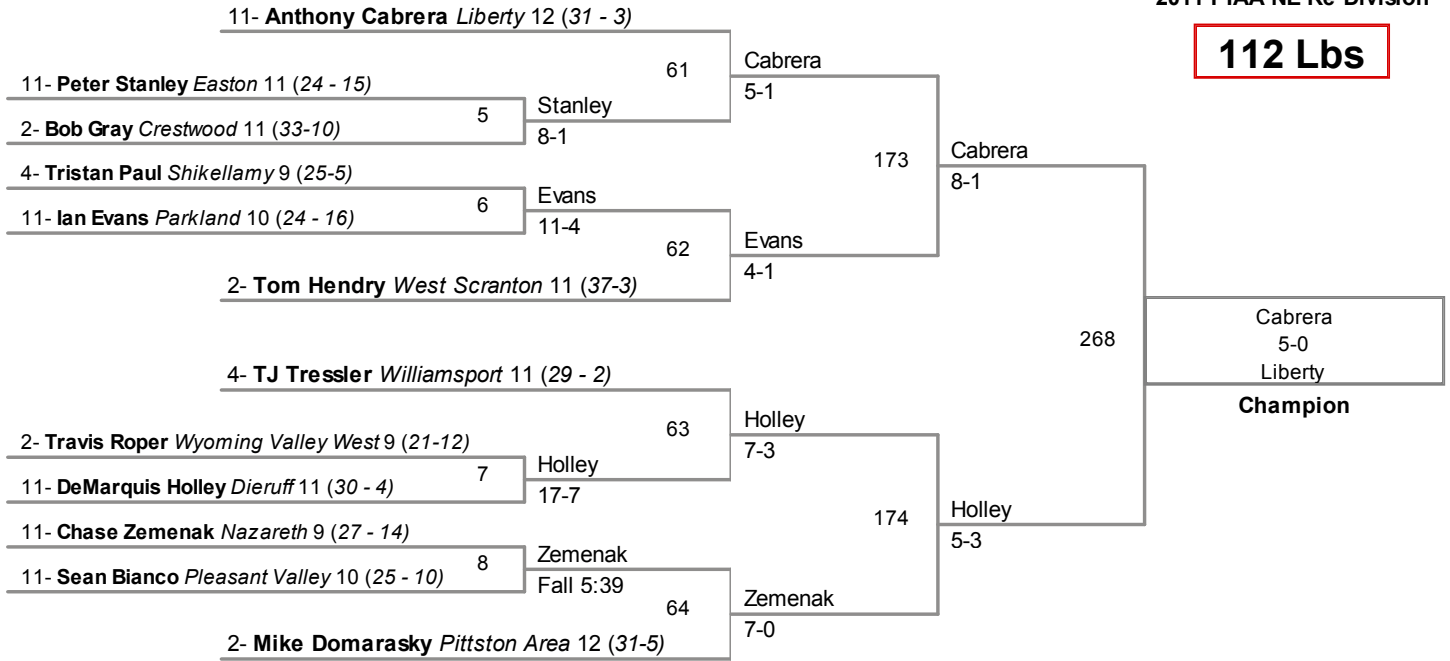 11- Anthony Cabrera Liberty 12 (31 - 3)
112 Lbs
61
Cabrera
5-1
11- Peter Stanley Easton 11 (24 - 15)
5
Stanley
8-1
2- Bob Gray Crestwood 11 (33-10)
173
Cabrera
8-1
4- Tristan Paul Shikellamy 9 (25-5)
6
Evans
11-4
11- Ian Evans Parkland 10 (24 - 16)
62
Evans
4-1
2- Tom Hendry West Scranton 11 (37-3)
268
Cabrera
5-0
Liberty
Champion
4- TJ Tressler Williamsport 11 (29 - 2)
63
Holley
7-3
2- Travis Roper Wyoming Valley West 9 (21-12)
7
Holley
17-7
11- DeMarquis Holley Dieruff 11 (30 - 4)
174
Holley
5-3
11- Chase Zemenak Nazareth 9 (27 - 14)
8
Zemenak
Fall 5:39
11- Sean Bianco Pleasant Valley 10 (25 - 10)
64
Zemenak
7-0
2- Mike Domarasky Pittston Area 12 (31-5)